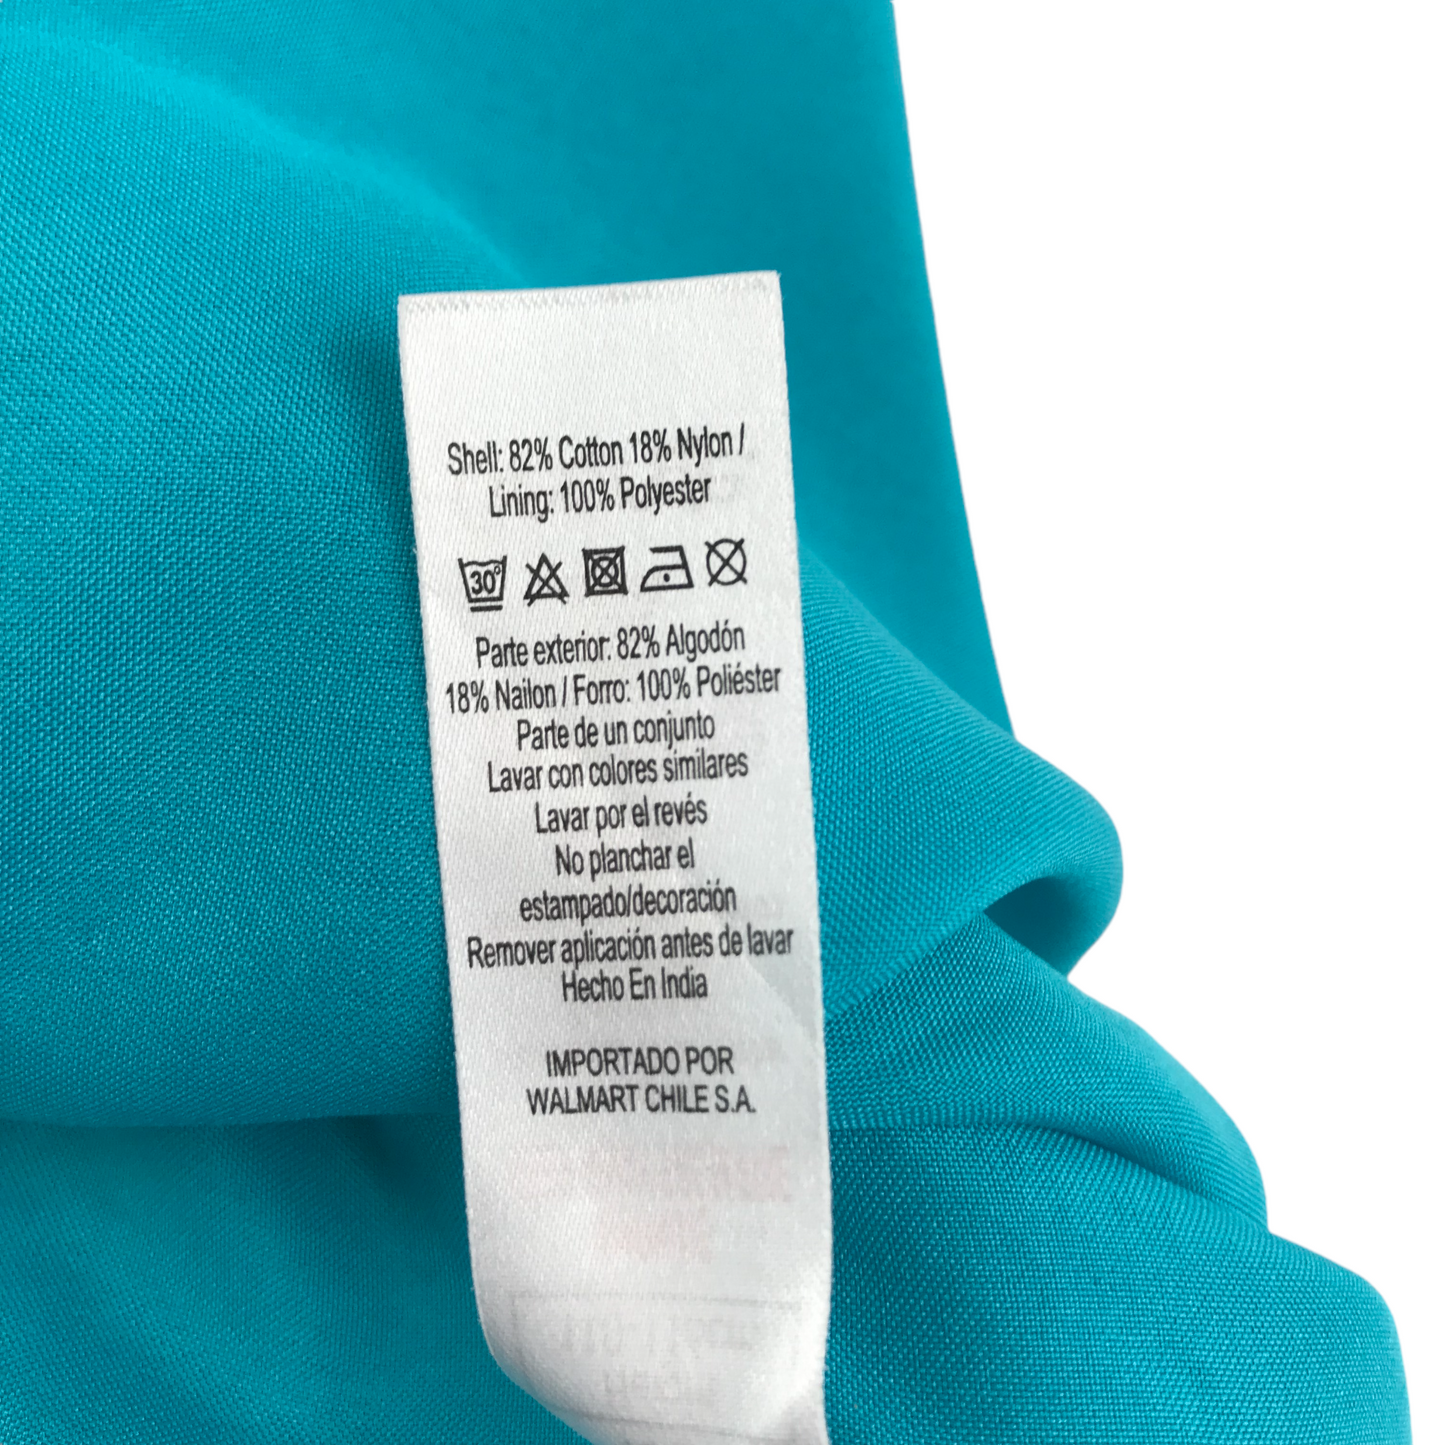 Shell: 82% Cotton 18% Nylon /
Lining: 100% Polyester
30°
Parte exterior: 82% Algodón
18% Nailon / Forro: 100% Poliéster
Parte de un conjunto
Lavar con colores similares
Lavar por el revés
No planchar el
estampado/decoración
Remover aplicación antes de lavar
Hecho En India
IMPORTADO POR
WALMART CHILE S.A.